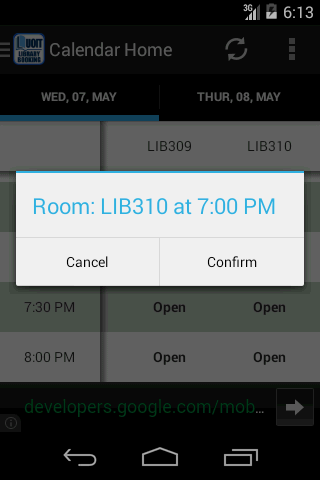 3G 6:13
UOIT
LIBRARY
BOOKING
Calendar Home
WED, 07, MAY THUR, 08, MAY
LIB309 LIB310
Room: LIB310 at 7:00 PM
Cancel Confirm
7:30 PM Open Open
8:00 PM Open Open
developers.google.com/mob...